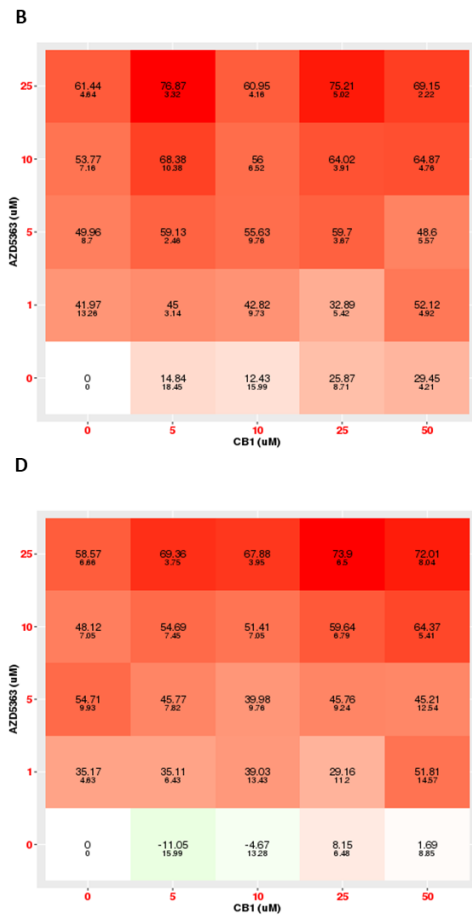 B
25 61.44 76.87 60.95 75.21 69.15
4.64 3.32 4.16 5.02 2.22
10 53.77 68.38 56 64.02 64.87
7.16 10.38 6.52 3.91 4.76
AZD5363 (uM)
5 49.96 59.13 55.63 59.7 48.6
8.7 2.46 9.76 3.67 5.57
1 41.97 45 42.82 32.89 52.12
13.26 3.14 9.73 5.42 4.92
0 0 14.84 12.43 25.87 29.45
0 18.45 15.99 8.71 4.21
0 5 10 25 50
CB1 (uM)
D
25 58.57 69.36 67.88 73.9 72.01
6.66 3.75 3.95 6.5 8.04
10 48.12 54.69 51.41 59.64 64.37
7.05 7.45 7.05 6.79 5.41
AZD5363 (uM)
5 54.71 45.77 39.98 45.76 45.21
9.93 7.82 9.76 9.24 12.54
1 35.17 35.11 39.03 29.16 51.81
4.63 6.43 13.43 11.2 14.57
0 0 -11.05 -4.67 8.15 1.69
0 15.99 13.28 6.48 8.85
0 5 10 25 50
CB1 (uM)